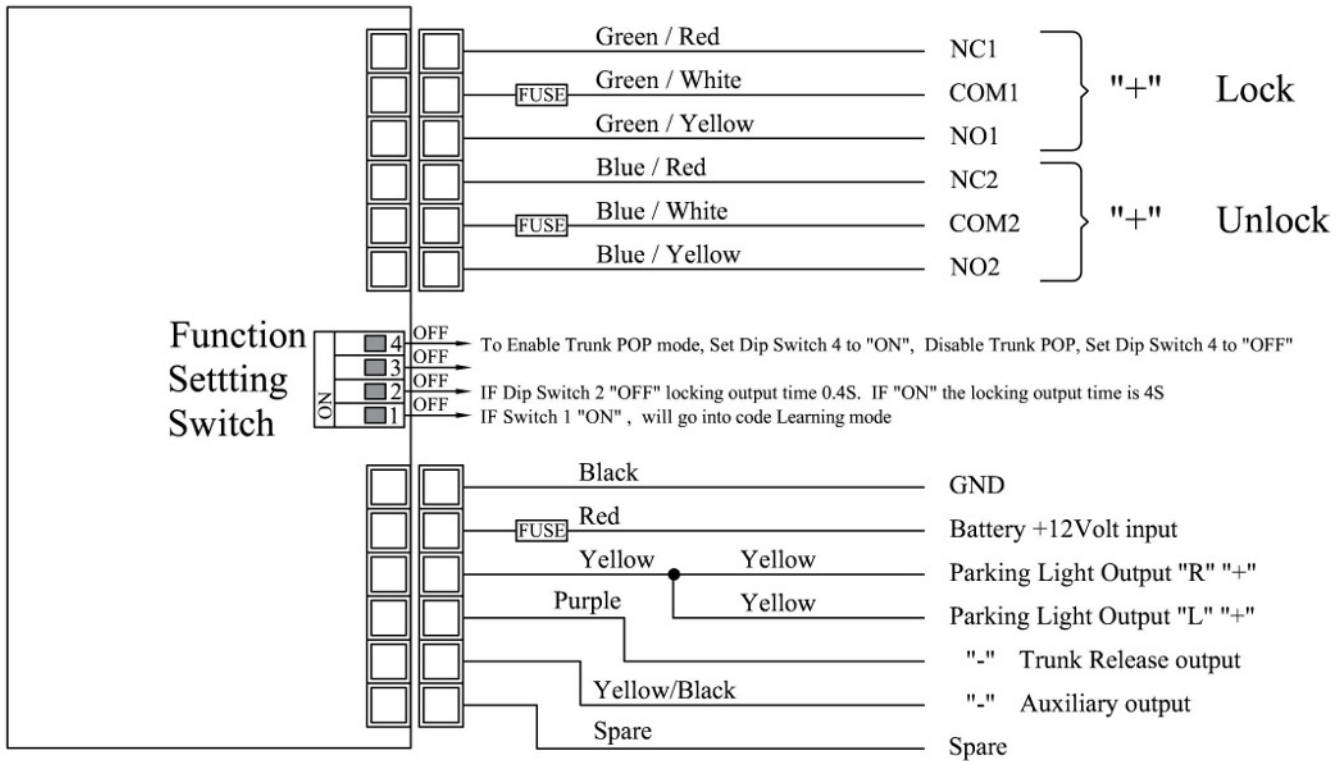 Green / Red NC1
FUSE Green / White COM1
Green / Yellow NO1
"+" Lock
Blue / Red NC2
FUSE Blue / White COM2
Blue / Yellow NO2
"+" Unlock
Function
Settting
Switch
ON
4 OFF To Enable Trunk POP mode, Set Dip Switch 4 to "ON", Disable Trunk POP, Set Dip Switch 4 to "OFF"
3 OFF
2 OFF IF Dip Switch 2 "OFF" locking output time 0.4S. IF "ON" the locking output time is 4S
1 OFF IF Switch 1 "ON" , will go into code Learning mode
Black GND
FUSE Red Battery +12Volt input
Yellow Yellow Parking Light Output "R" "+"
Purple Yellow Parking Light Output "L" "+"
"-" Trunk Release output
Yellow/Black "-" Auxiliary output
Spare Spare